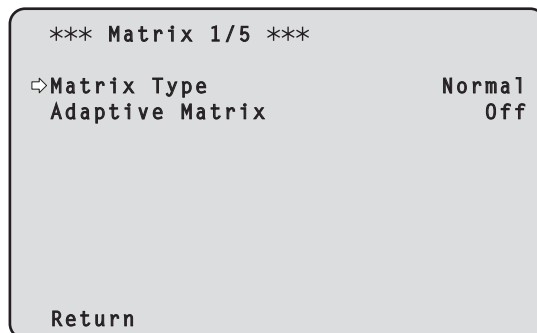 *** Matrix 1/5 ***
⇨Matrix Type Normal
Adaptive Matrix Off
Return